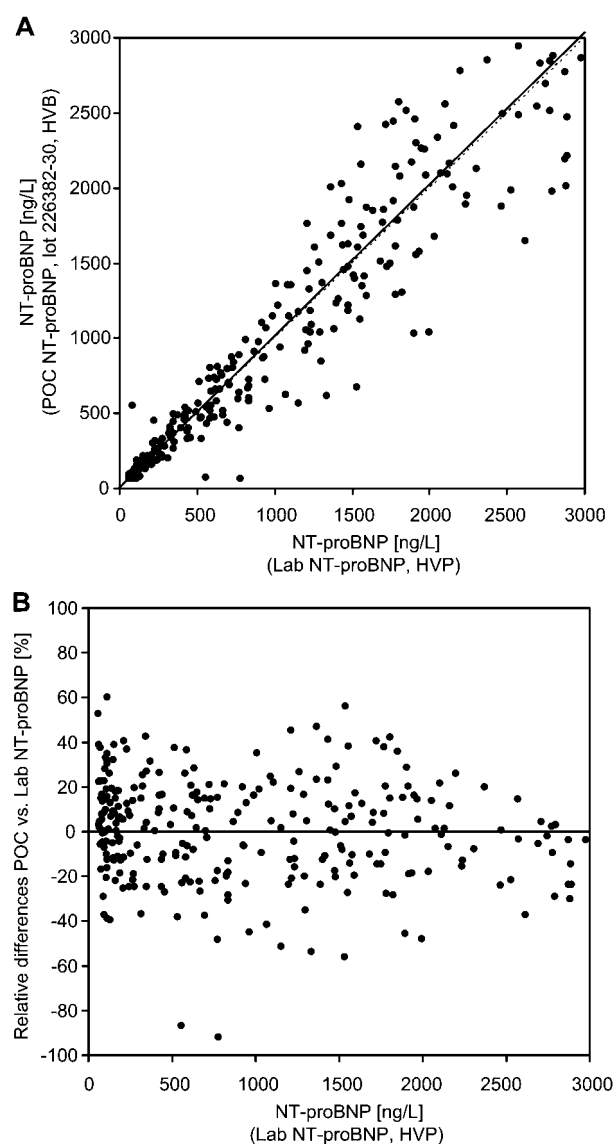 A
NT-proBNP [ng/L]
(POC NT-proBNP, lot 226382-30, HVB)
3000
2500
2000
1500
1000
500
0
0 500 1000 1500 2000 2500 3000
NT-proBNP [ng/L]
(Lab NT-proBNP, HVP)
B
Relative differences POC vs. Lab NT-proBNP [%]
100
80
60
40
20
0
-20
-40
-60
-80
-100
0 500 1000 1500 2000 2500 3000
NT-proBNP [ng/L]
(Lab NT-proBNP, HVP)